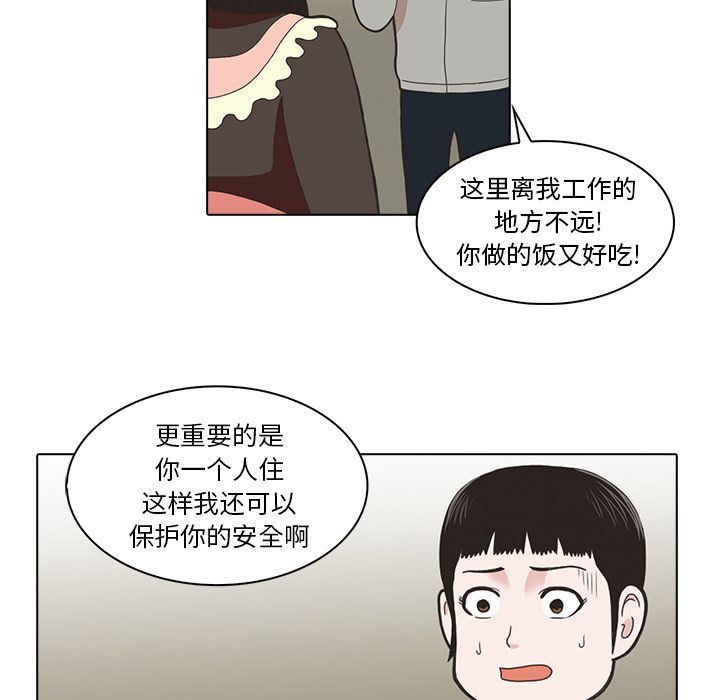 这里离我工作的
地方不远!
你做的饭又好吃!
更重要的是
你一个人住
这样我还可以
保护你的安全啊